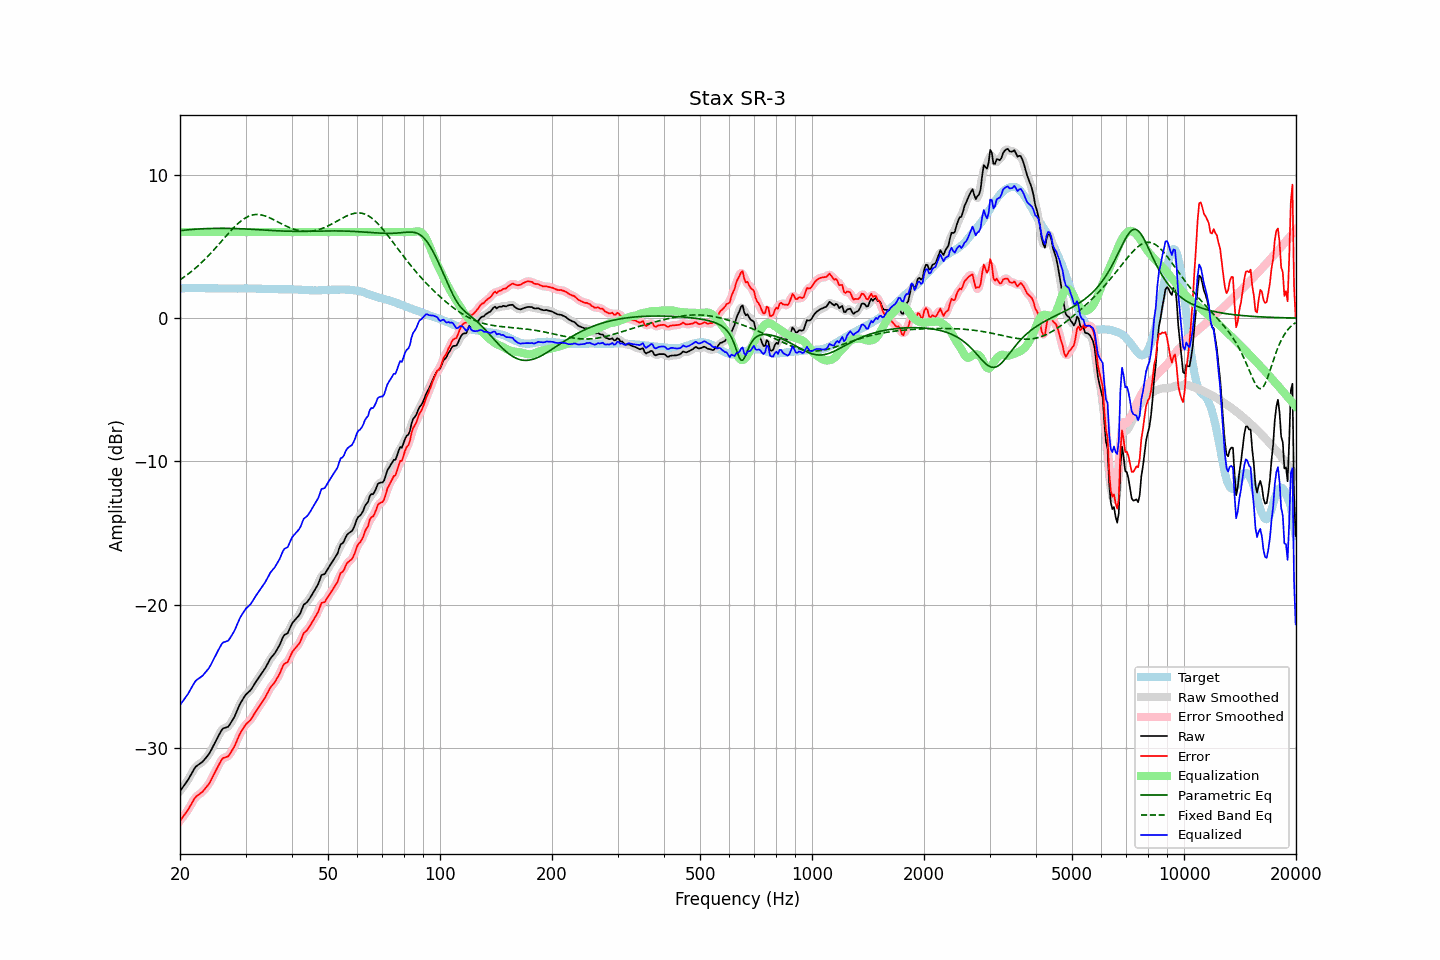 Stax SR-3
Amplitude (dBr)
10
0
−10
−20
−30
20
50
100
200
500
1000
2000
5000
10000
20000
Frequency (Hz)
Target
Raw Smoothed
Error Smoothed
Raw
Error
Equalization
Parametric Eq
Fixed Band Eq
Equalized